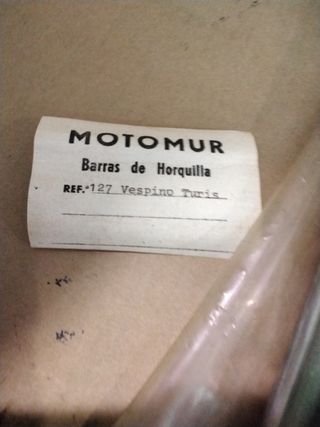 MOTOMUR
Barras de Horquilla
REF.ª 127 Vespino Turis